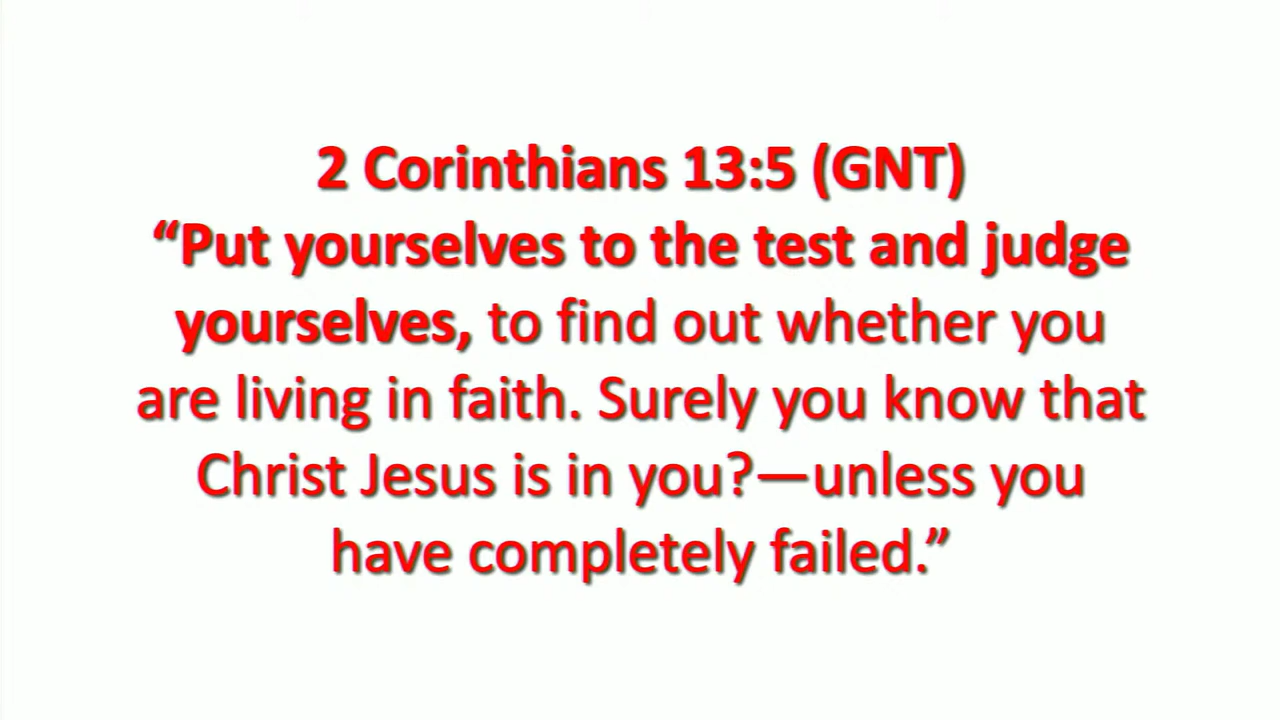 2 Corinthians 13:5 (GNT)
“Put yourselves to the test and judge
yourselves, to find out whether you
are living in faith. Surely you know that
Christ Jesus is in you?—unless you
have completely failed.”